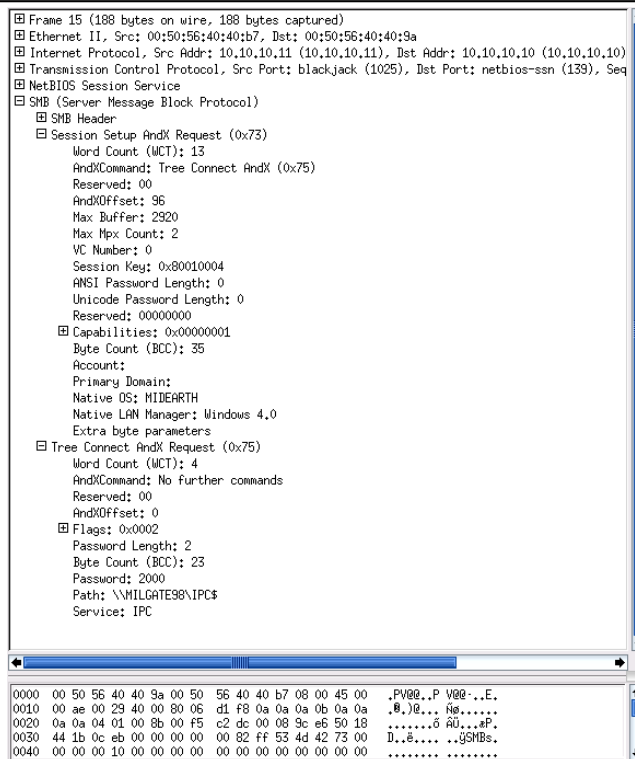 Frame 15 (188 bytes on wire, 188 bytes captured)
Ethernet II, Src: 00:50:56:40:40:b7, Dst: 00:50:56:40:40:9a
Internet Protocol, Src Addr: 10.10.10.11 (10.10.10.11), Dst Addr: 10.10.10.10 (10.10.10.10)
Transmission Control Protocol, Src Port: blackjack (1025), Dst Port: netbios-ssn (139), Seq
NetBIOS Session Service
SMB (Server Message Block Protocol)
SMB Header
Session Setup AndX Request (0x73)
Word Count (WCT): 13
AndXCommand: Tree Connect AndX (0x75)
Reserved: 00
AndXOffset: 96
Max Buffer: 2920
Max Mpx Count: 2
VC Number: 0
Session Key: 0x80010004
ANSI Password Length: 0
Unicode Password Length: 0
Reserved: 00000000
Capabilities: 0x00000001
Byte Count (BCC): 35
Account:
Primary Domain:
Native OS: MIDEARTH
Native LAN Manager: Windows 4.0
Extra byte parameters
Tree Connect AndX Request (0x75)
Word Count (WCT): 4
AndXCommand: No further commands
Reserved: 00
AndXOffset: 0
Flags: 0x0002
Password Length: 2
Byte Count (BCC): 23
Password: 2000
Path: \\MILGATE98\IPC$
Service: IPC
0000 00 50 56 40 40 9a 00 50 56 40 40 b7 08 00 45 00 .PV@@..P V@@·..E.
0010 00 ae 00 29 40 00 80 06 d1 f8 0a 0a 0a 0b 0a 0a .®.)@... Ñø......
0020 0a 0a 04 01 00 8b 00 f5 c2 dc 00 08 9c e6 50 18 .......õ ÂÜ...æP.
0030 44 1b 0c eb 00 00 00 00 00 82 ff 53 4d 42 73 00 D..ë.... ..ÿSMBs.
0040 00 00 00 10 00 00 00 00 00 00 00 00 00 00 00 00 ........ ........